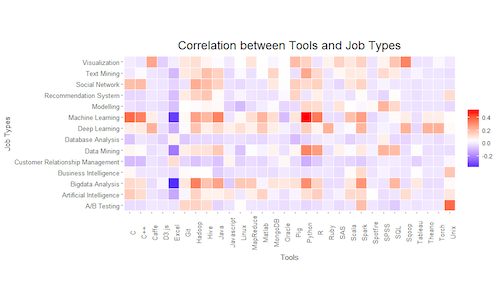 Correlation between Tools and Job Types
Job Types
Visualization
Text Mining
Social Network
Recommendation System
Modelling
Machine Learning
Deep Learning
Database Admin
Data Mining
Customer Relationship Management
Business Intelligence
Bigdata Analysis
Artificial Intelligence
A/B Testing
C
C++
Caffe
D3.js
Excel
Git
Hadoop
Hive
Java
Javascript
Linux
MapReduce
Matlab
MongoDB
Oracle
Pig
Python
R
Ruby
SAS
Scala
Spark
Spotfire
SPSS
SQL
Sqoop
Tableau
Theano
Torch
Unix
Tools
0.4
0.2
0.0
-0.2